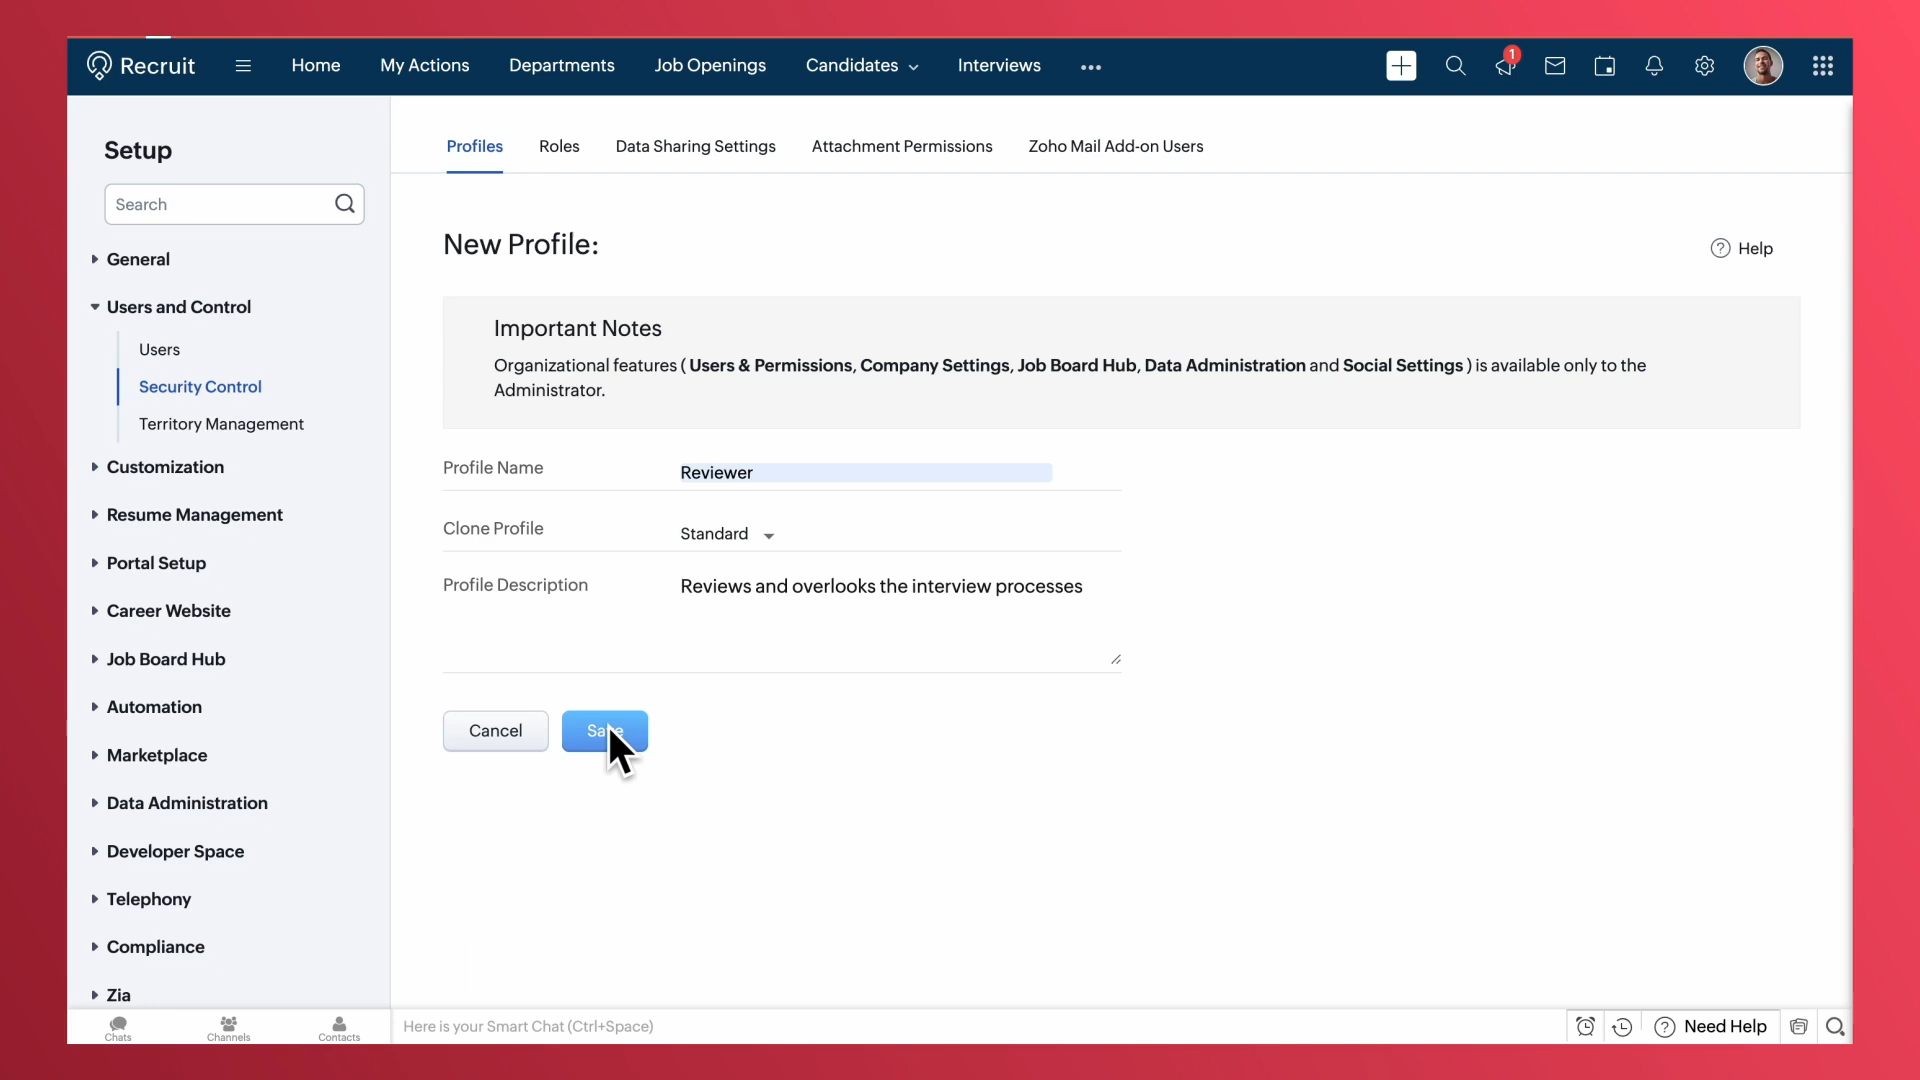 Recruit
Home
My Actions
Departments
Job Openings
Candidates
Interviews
1
Setup
Search
General
Users and Control
Users
Security Control
Territory Management
Customization
Resume Management
Portal Setup
Career Website
Job Board Hub
Automation
Marketplace
Data Administration
Developer Space
Telephony
Compliance
Zia
Chats
Channels
Contacts
Profiles
Roles
Data Sharing Settings
Attachment Permissions
Zoho Mail Add-on Users
New Profile:
? Help
Important Notes
Organizational features ( Users & Permissions, Company Settings, Job Board Hub, Data Administration and Social Settings ) is available only to the
Administrator.
Profile Name
Reviewer
Clone Profile
Standard
Profile Description
Reviews and overlooks the interview processes
Cancel
Save
Here is your Smart Chat (Ctrl+Space)
? Need Help